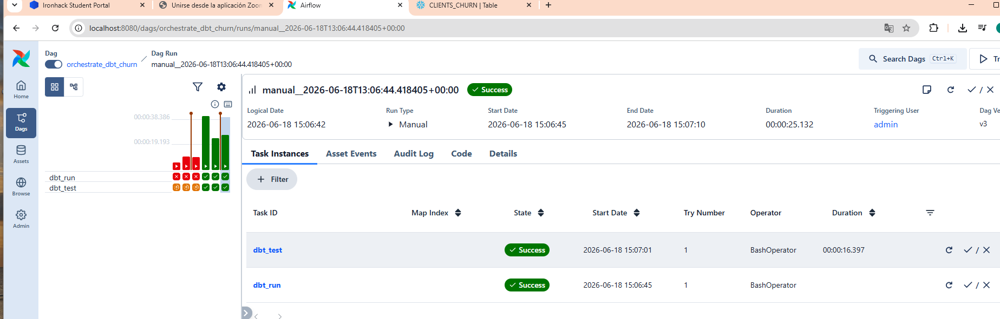 Ironhack Student Portal
Unirse desde la aplicación Zoom
Airflow
CLIENTS_CHURN | Table
localhost:8080/dags/orchestrate_dbt_churn/runs/manual__2026-06-18T13:06:44.418405+00:00
Dag
orchestrate_dbt_churn
Dag Run
manual__2026-06-18T13:06:44.418405+00:00
Search Dags Ctrl+K
Home
Dags
Assets
Browse
Admin
00:00:38.386
00:00:19.193
dbt_run
dbt_test
manual__2026-06-18T13:06:44.418405+00:00 Success
Logical Date Run Type Start Date End Date Duration Triggering User Dag Ve
2026-06-18 15:06:42 Manual 2026-06-18 15:06:45 2026-06-18 15:07:10 00:00:25.132 admin v3
Task Instances Asset Events Audit Log Code Details
Filter
Task ID Map Index State Start Date Try Number Operator Duration
dbt_test Success 2026-06-18 15:07:01 1 BashOperator 00:00:16.397
dbt_run Success 2026-06-18 15:06:45 1 BashOperator